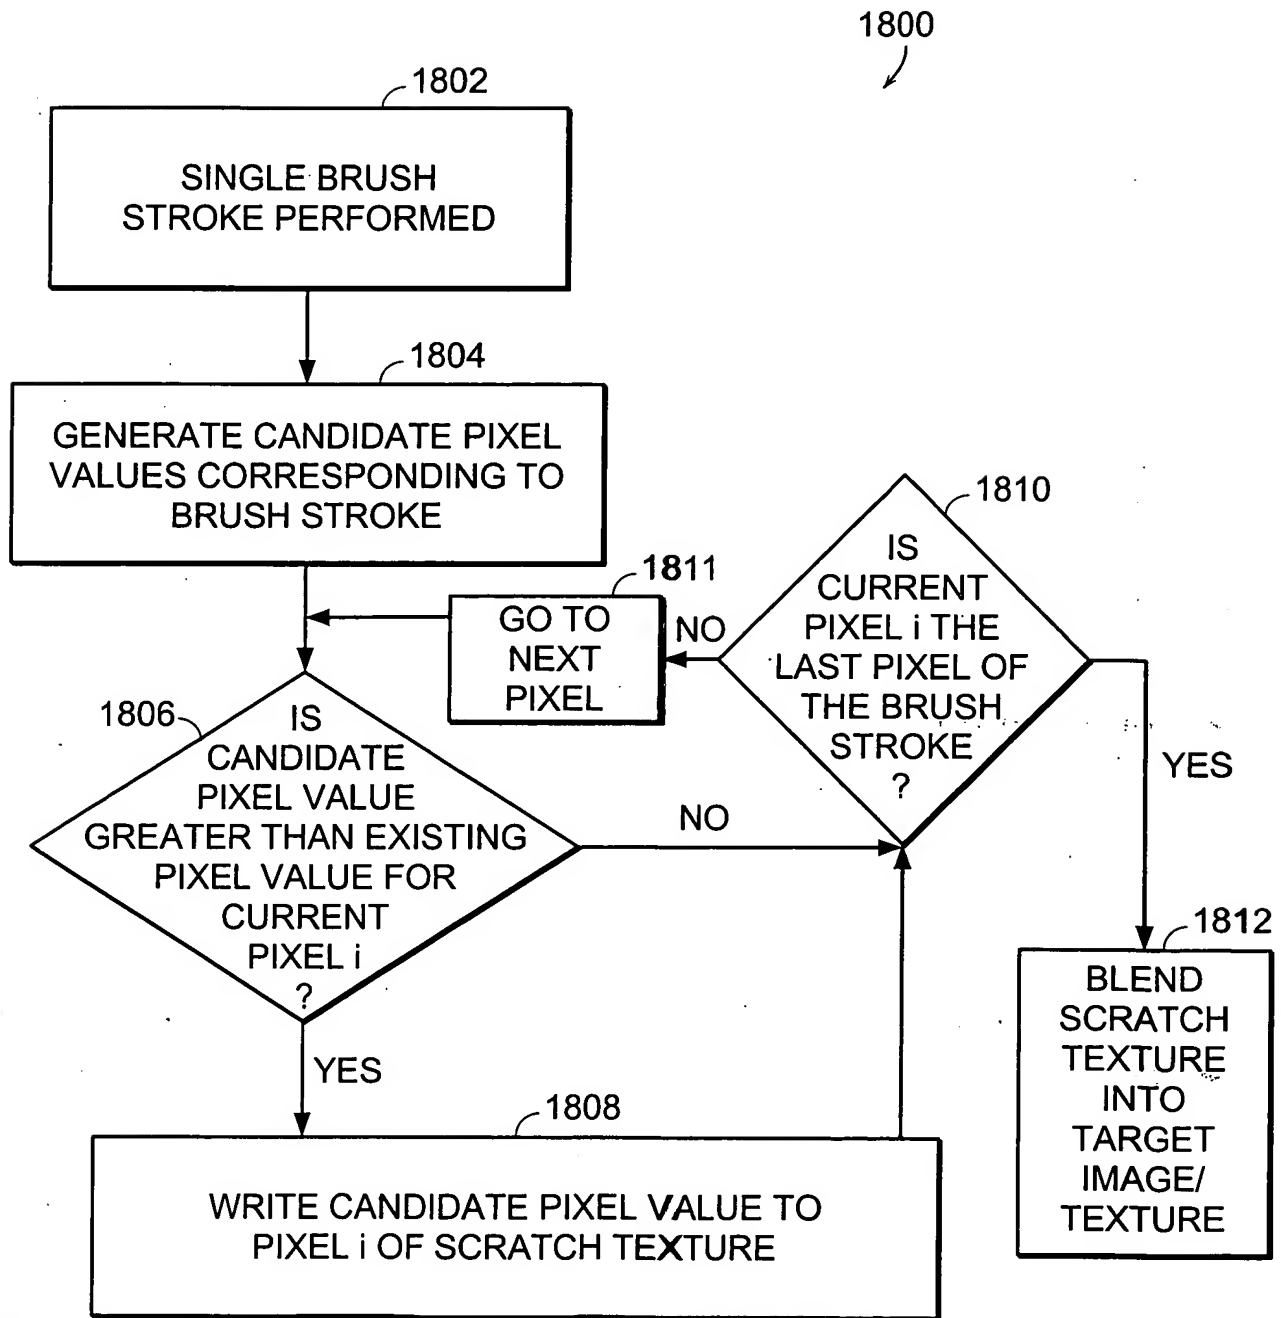 1800
1802
SINGLE BRUSH
STROKE PERFORMED
1804
GENERATE CANDIDATE PIXEL
VALUES CORRESPONDING TO
BRUSH STROKE
1806
IS
CANDIDATE
PIXEL VALUE
GREATER THAN EXISTING
PIXEL VALUE FOR
CURRENT
PIXEL i
?
NO
YES
1808
WRITE CANDIDATE PIXEL VALUE TO
PIXEL i OF SCRATCH TEXTURE
1810
IS
CURRENT
PIXEL i THE
LAST PIXEL OF
THE BRUSH
STROKE
?
NO
1811
GO TO
NEXT
PIXEL
YES
1812
BLEND
SCRATCH
TEXTURE
INTO
TARGET
IMAGE/
TEXTURE